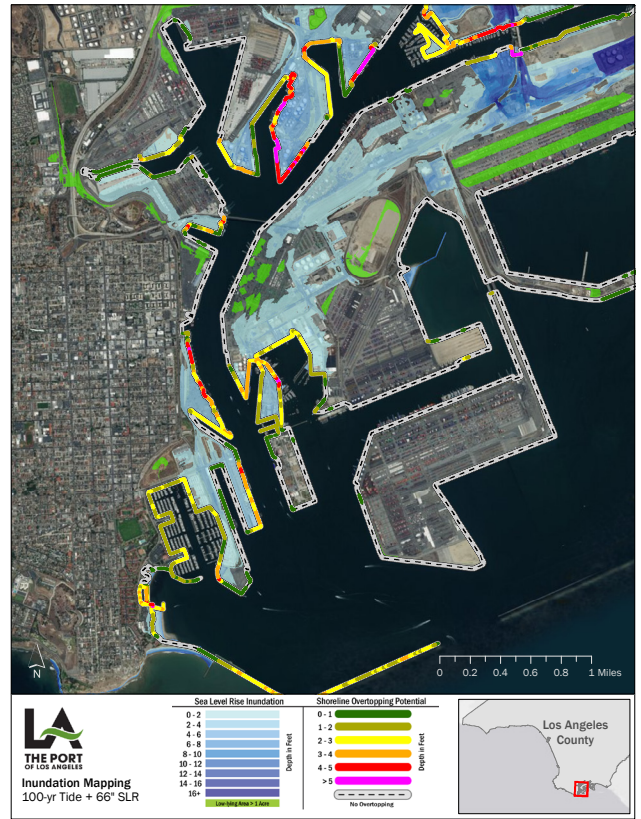 N
0 0.2 0.4 0.6 0.8 1 Miles
LA
THE PORT
OF LOS ANGELES
Inundation Mapping
100-yr Tide + 66" SLR
Sea Level Rise Inundation
0 - 2
2 - 4
4 - 6
6 - 8
8 - 10
10 - 12
12 - 14
14 - 16
16+
Depth in Feet
Low-lying Area > 1 Acre
Shoreline Overtopping Potential
0 - 1
1 - 2
2 - 3
3 - 4
4 - 5
> 5
Depth in Feet
No Overtopping
Los Angeles
County